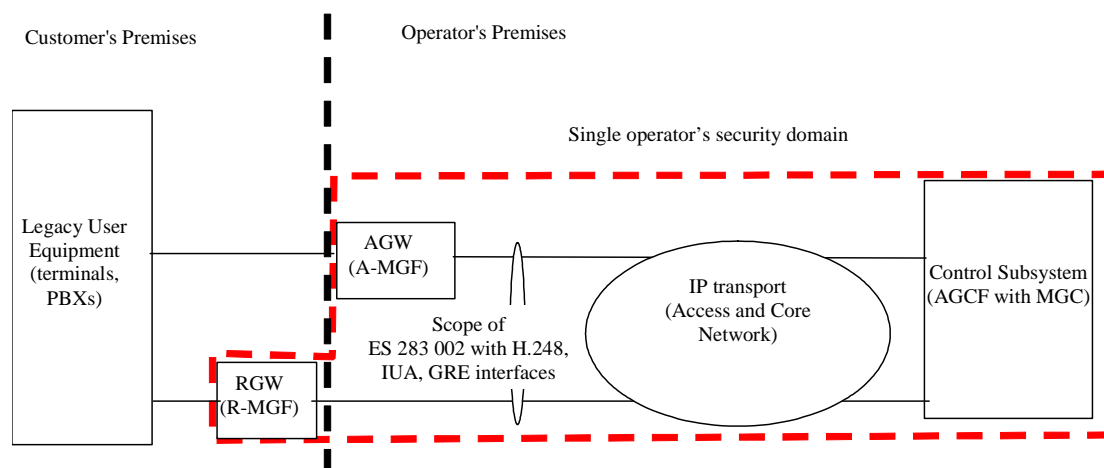 Customer's Premises
Operator's Premises
Single operator’s security domain
Legacy User
Equipment
(terminals,
PBXs)
AGW
(A-MGF)
IP transport
(Access and Core
Network)
Control Subsystem
(AGCF with MGC)
Scope of
ES 283 002 with H.248,
IUA, GRE interfaces
RGW
(R-MGF)